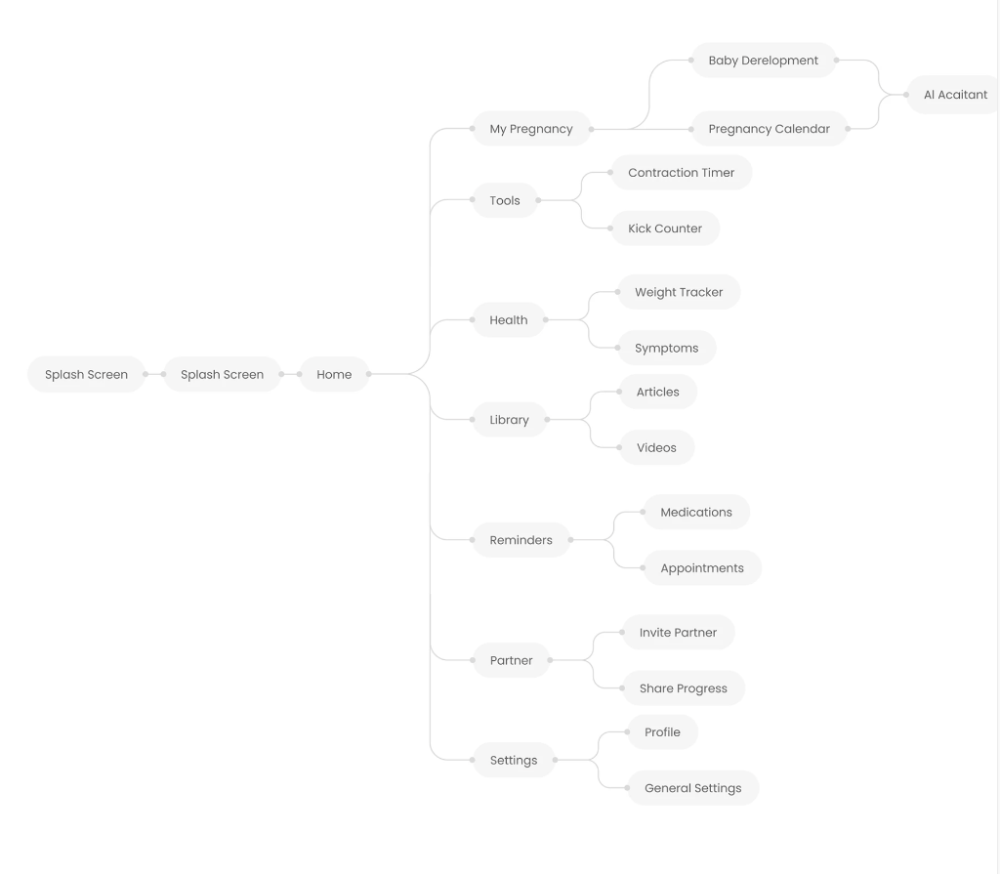 Baby Derelopment
Al Acaitant
My Pregnancy
Pregnancy Calendar
Contraction Timer
Tools
Kick Counter
Weight Tracker
Health
Symptoms
Splash Screen
Splash Screen
Home
Articles
Library
Videos
Medications
Reminders
Appointments
Invite Partner
Partner
Share Progress
Profile
Settings
General Settings